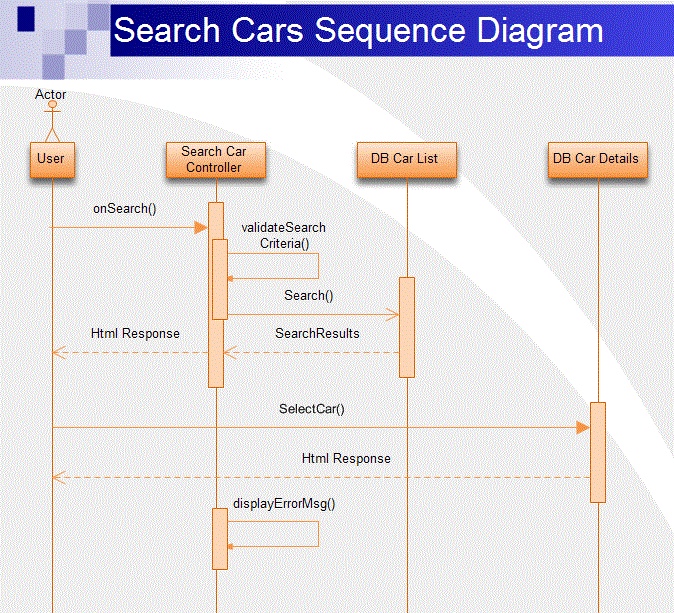 Search Cars Sequence Diagram
Actor
User
Search Car
Controller
DB Car List
DB Car Details
onSearch()
validateSearch
Criteria()
Search()
Html Response
SearchResults
SelectCar()
Html Response
displayErrorMsg()